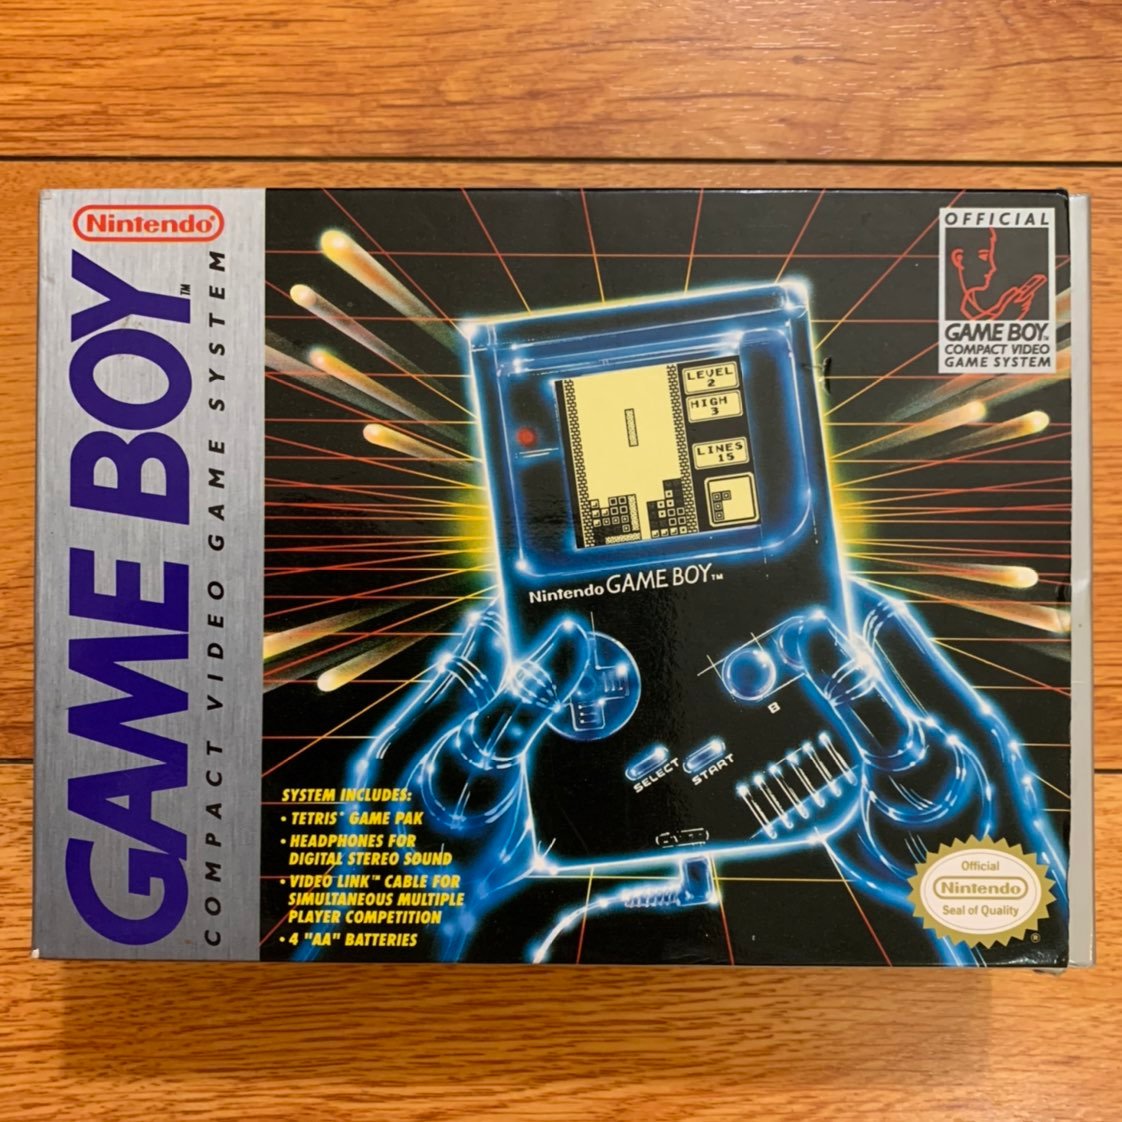 Nintendo®
GAME BOY™
COMPACT VIDEO GAME SYSTEM
OFFICIAL
GAME BOY™
COMPACT VIDEO
GAME SYSTEM
LEVEL
2
HIGH
3
LINES
15
Nintendo GAME BOY™
B
SELECT
START
SYSTEM INCLUDES:
• TETRIS® GAME PAK
• HEADPHONES FOR
DIGITAL STEREO SOUND
• VIDEO LINK™ CABLE FOR
SIMULTANEOUS MULTIPLE
PLAYER COMPETITION
• 4 "AA" BATTERIES
Official
Nintendo
Seal of Quality
®